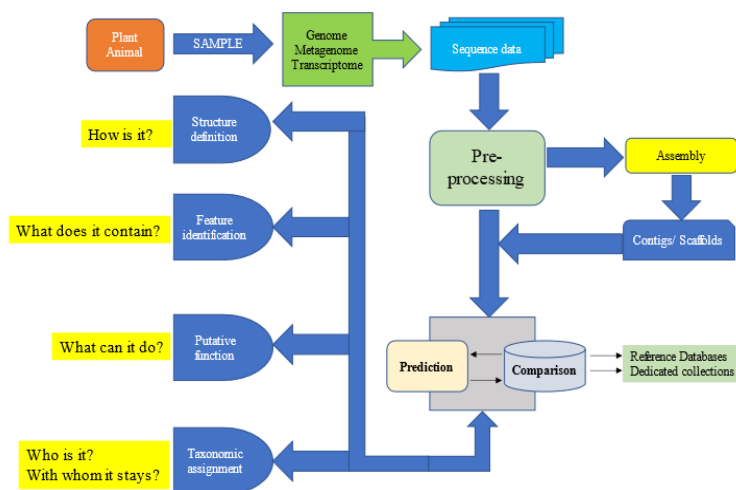 Plant
Animal
SAMPLE
Genome
Metagenome
Transcriptome
Sequence data
How is it?
Structure
definition
Pre-
processing
Assembly
What does it contain?
Feature
identification
Contigs/ Scaffolds
What can it do?
Putative
function
Prediction
Comparison
Reference Databases
Dedicated collections
Who is it?
With whom it stays?
Taxonomic
assignment